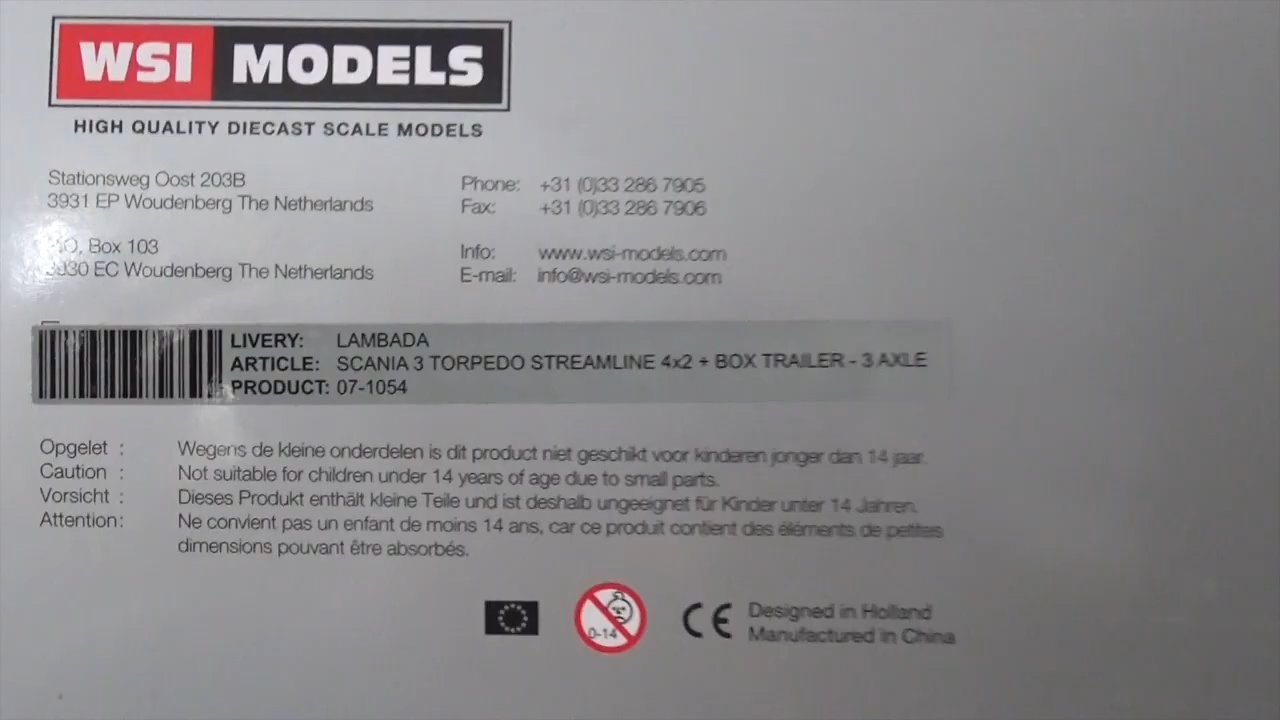 WSI MODELS
HIGH QUALITY DIECAST SCALE MODELS
Stationsweg Oost 203B
3931 EP Woudenberg The Netherlands
Phone: +31 (0)33 286 7905
Fax: +31 (0)33 286 7906
Box 103
3930 EC Woudenberg The Netherlands
Info: www.wsi-models.com
E-mail: info@wsi-models.com
LIVERY: LAMBADA
ARTICLE: SCANIA 3 TORPEDO STREAMLINE 4x2 + BOX TRAILER - 3 AXLE
PRODUCT: 07-1054
Opgelet : Wegens de kleine onderdelen is dit product niet geschikt voor kinderen jonger dan 14 jaar.
Caution : Not suitable for children under 14 years of age due to small parts.
Vorsicht : Dieses Produkt enthält kleine Teile und ist deshalb ungeeignet für Kinder unter 14 Jahren.
Attention: Ne convient pas un enfant de moins 14 ans, car ce produit contient des éléments de petites
dimensions pouvant être absorbés.
0-14
CE
Designed in Holland
Manufactured in China